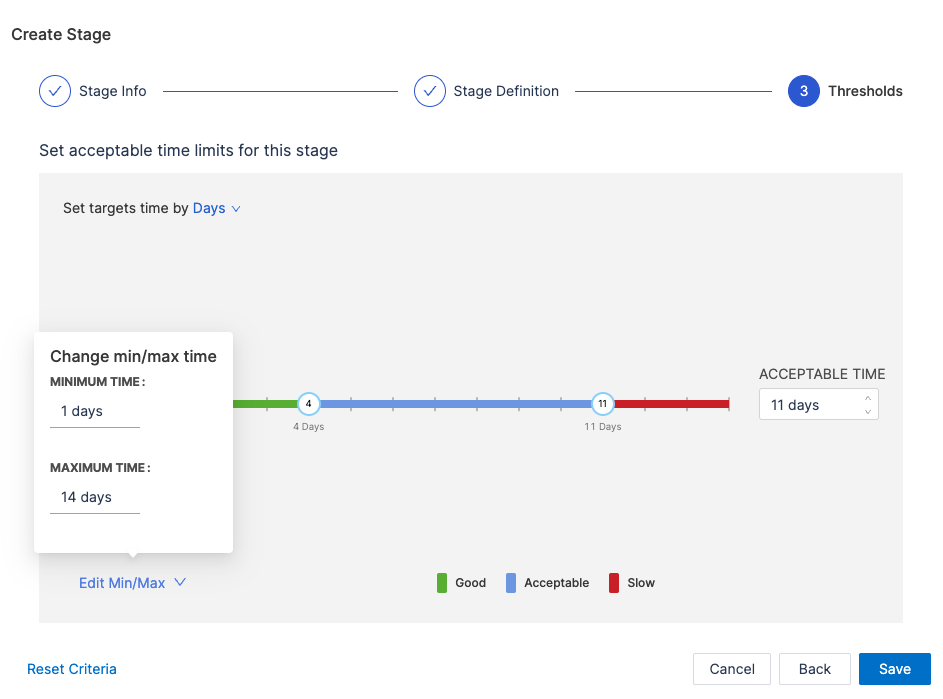 Create Stage
Stage Info
Stage Definition
3 Thresholds
Set acceptable time limits for this stage
Set targets time by Days
Change min/max time
MINIMUM TIME:
1 days
MAXIMUM TIME:
14 days
4
4 Days
11
11 Days
ACCEPTABLE TIME
11 days
Edit Min/Max
Good
Acceptable
Slow
Reset Criteria
Cancel
Back
Save